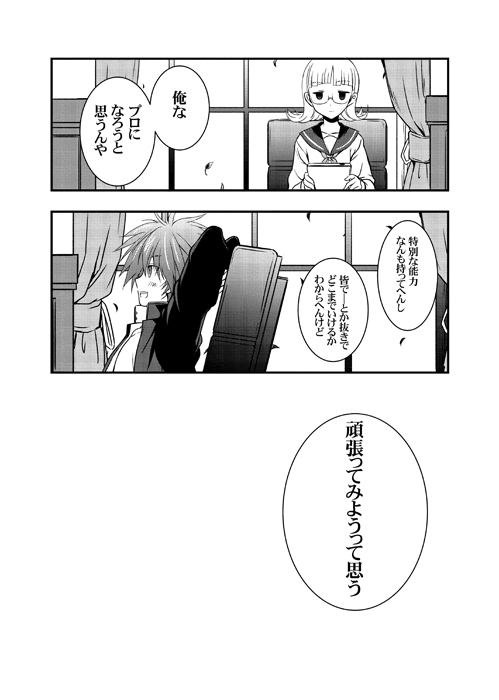 俺な
プロに
なろうと
思うんや
特別な能力
なんも持ってへんし
皆でーとか抜きで
どこまでいけるか
わからへんけど
頑張ってみようって思う